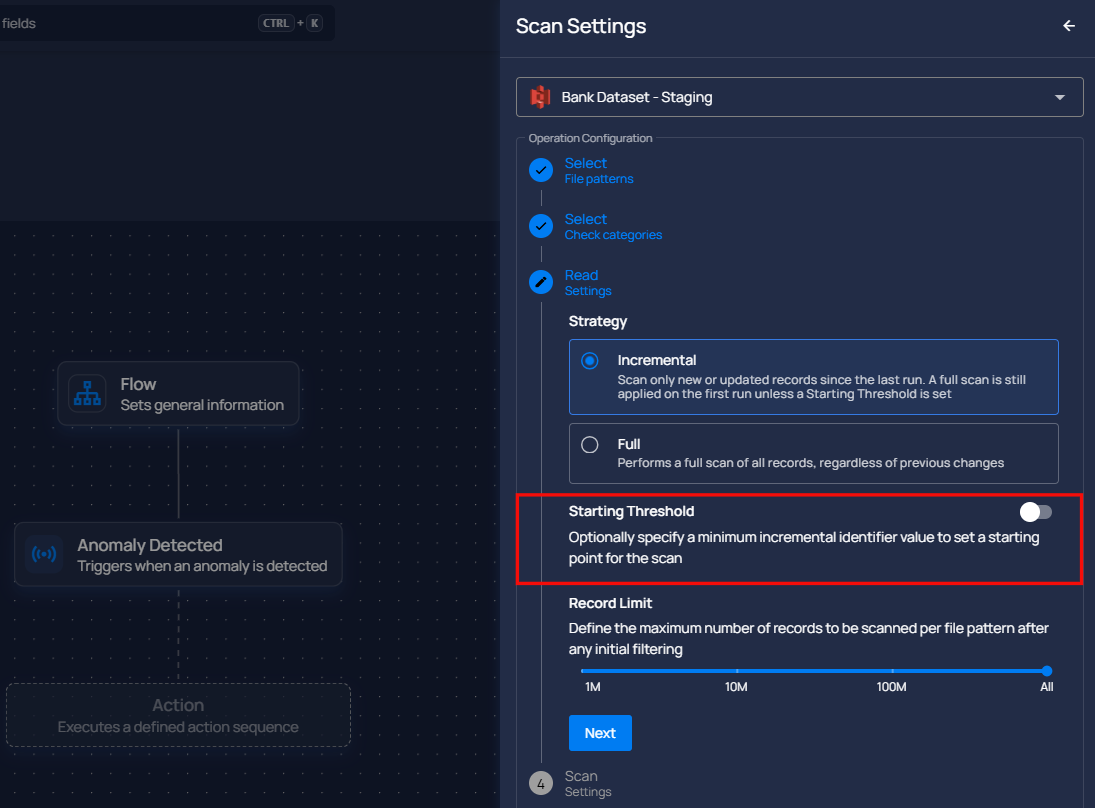 fields
CTRL + K
Scan Settings
Bank Dataset - Staging
Operation Configuration
Select
File patterns
Select
Check categories
Read
Settings
Strategy
Incremental
Scan only new or updated records since the last run. A full scan is still
applied on the first run unless a Starting Threshold is set
Full
Performs a full scan of all records, regardless of previous changes
Starting Threshold
Optionally specify a minimum incremental identifier value to set a starting
point for the scan
Record Limit
Define the maximum number of records to be scanned per file pattern after
any initial filtering
1M 10M 100M All
Next
4 Scan
Settings
Flow
Sets general information
Anomaly Detected
Triggers when an anomaly is detected
Action
Executes a defined action sequence